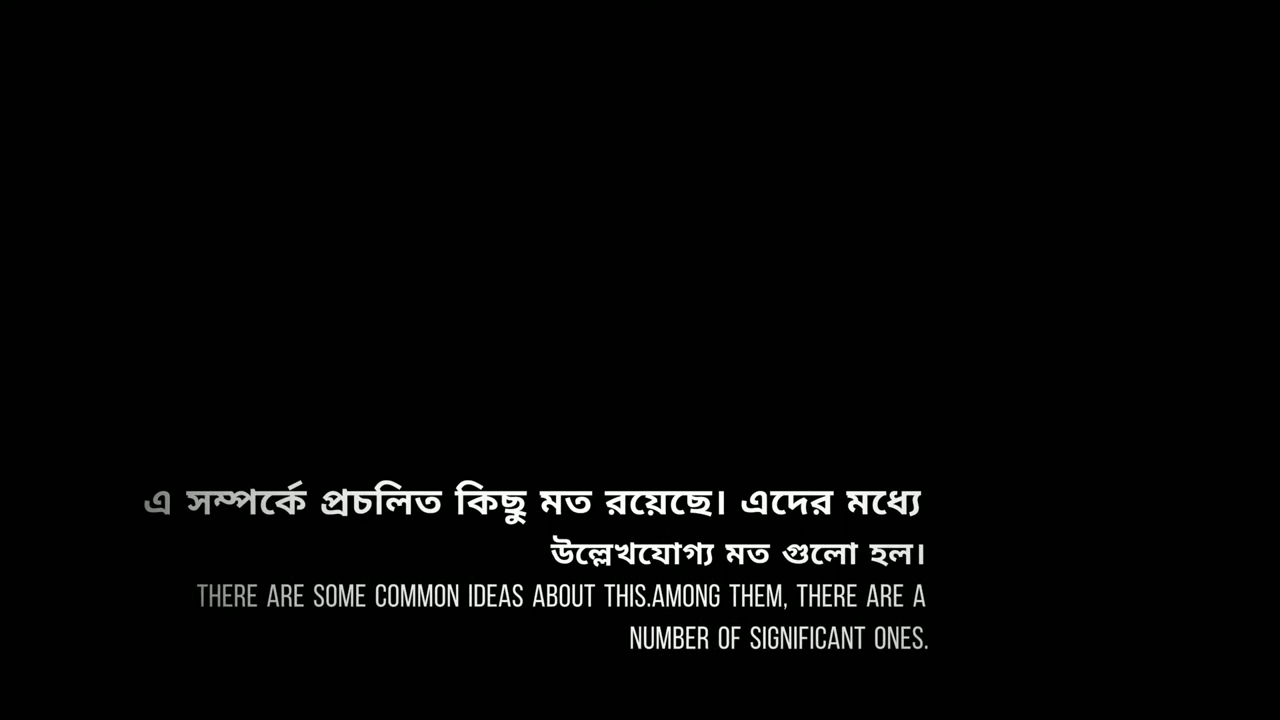 এ সম্পর্কে প্রচলিত কিছু মত রয়েছে। এদের মধ্যে
উল্লেখযোগ্য মত গুলো হল।
THERE ARE SOME COMMON IDEAS ABOUT THIS.AMONG THEM, THERE ARE A
NUMBER OF SIGNIFICANT ONES.